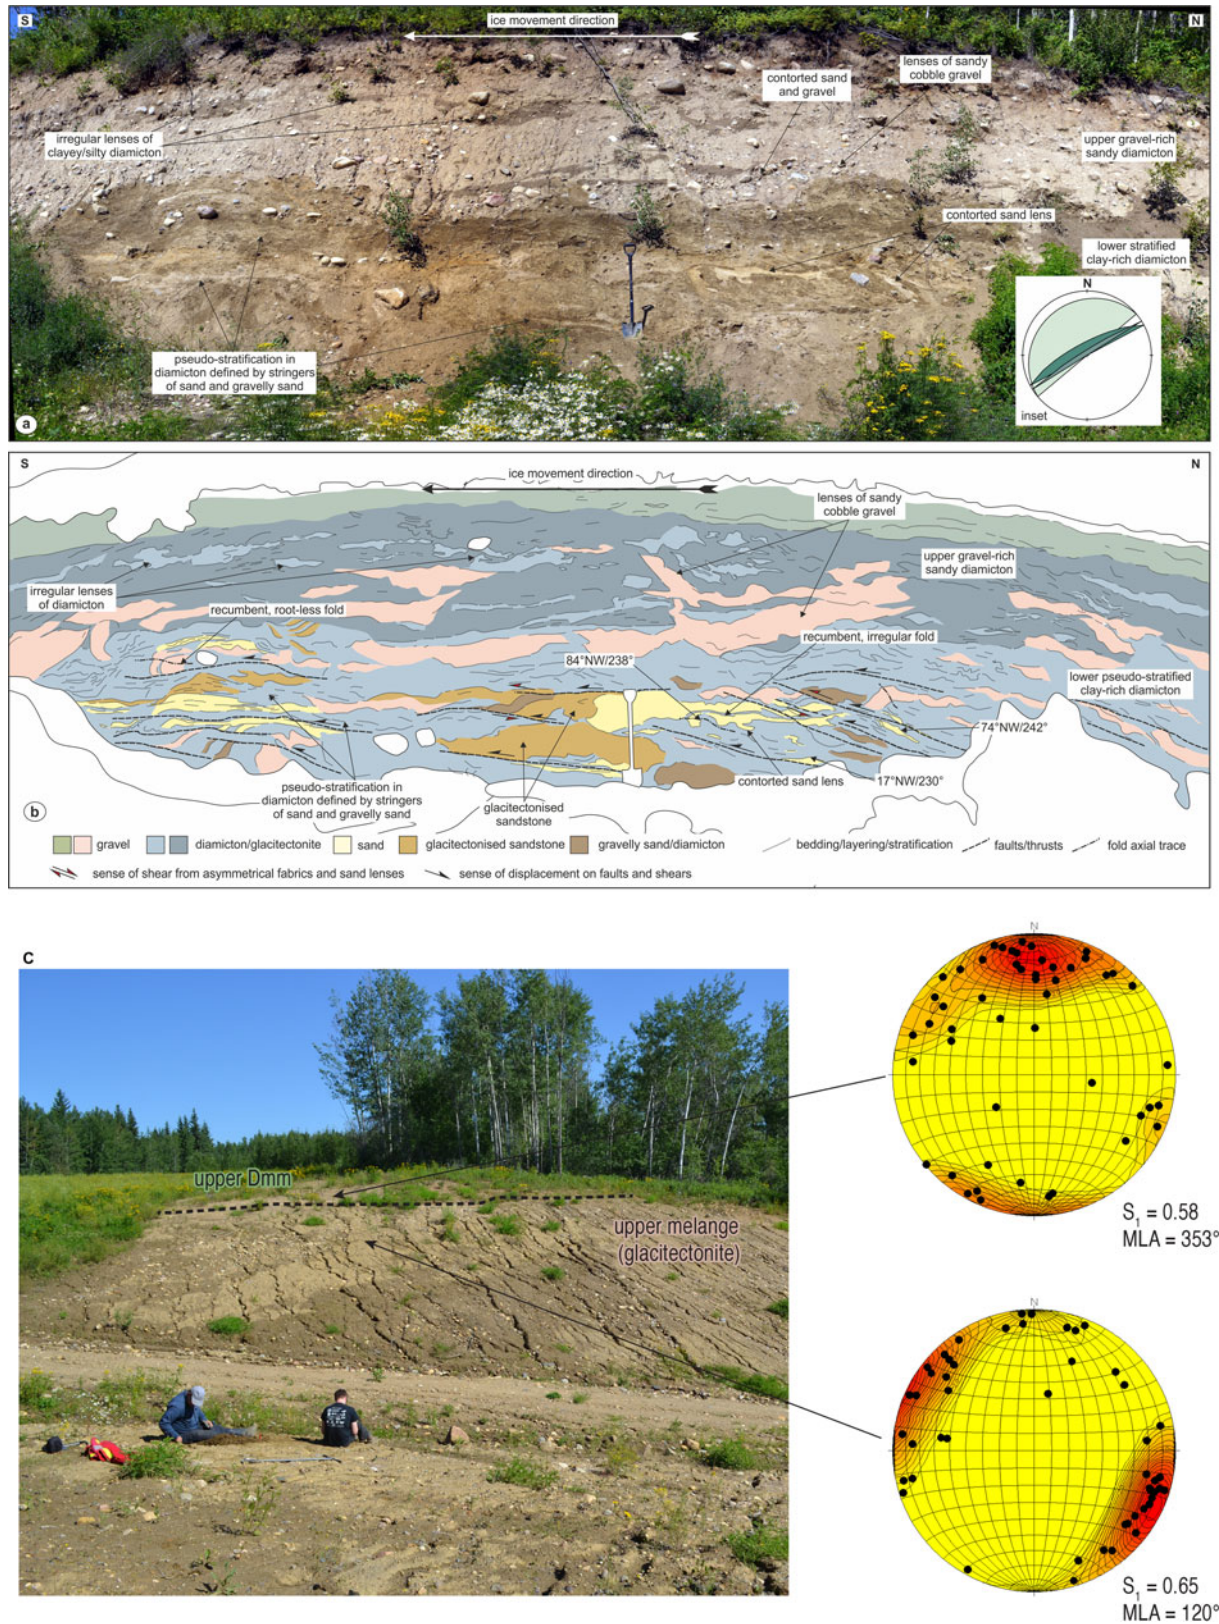 S
ice movement direction
N
contorted sand
and gravel
lenses of sandy
cobble gravel
irregular lenses of
clayey/silty diamicton
upper gravel-rich
sandy diamicton
contorted sand lens
lower stratified
clay-rich diamicton
pseudo-stratification in
diamicton defined by stringers
of sand and gravelly sand
N
inset
a
S
ice movement direction
N
lenses of sandy
cobble gravel
upper gravel-rich
sandy diamicton
irregular lenses
of diamicton
recumbent, root-less fold
recumbent, irregular fold
84°NW/238°
lower pseudo-stratified
clay-rich diamicton
74°NW/242°
17°NW/230°
contorted sand lens
pseudo-stratification in
diamicton defined by stringers
of sand and gravelly sand
glacitectonised
sandstone
b
gravel
diamicton/glacitectonite
sand
glacitectonised sandstone
gravelly sand/diamicton
bedding/layering/stratification
faults/thrusts
fold axial trace
sense of shear from asymmetrical fabrics and sand lenses
sense of displacement on faults and shears
C
upper Dmm
upper melange
(glacitectonite)
N
S1 = 0.58
MLA = 353°
N
S1 = 0.65
MLA = 120°